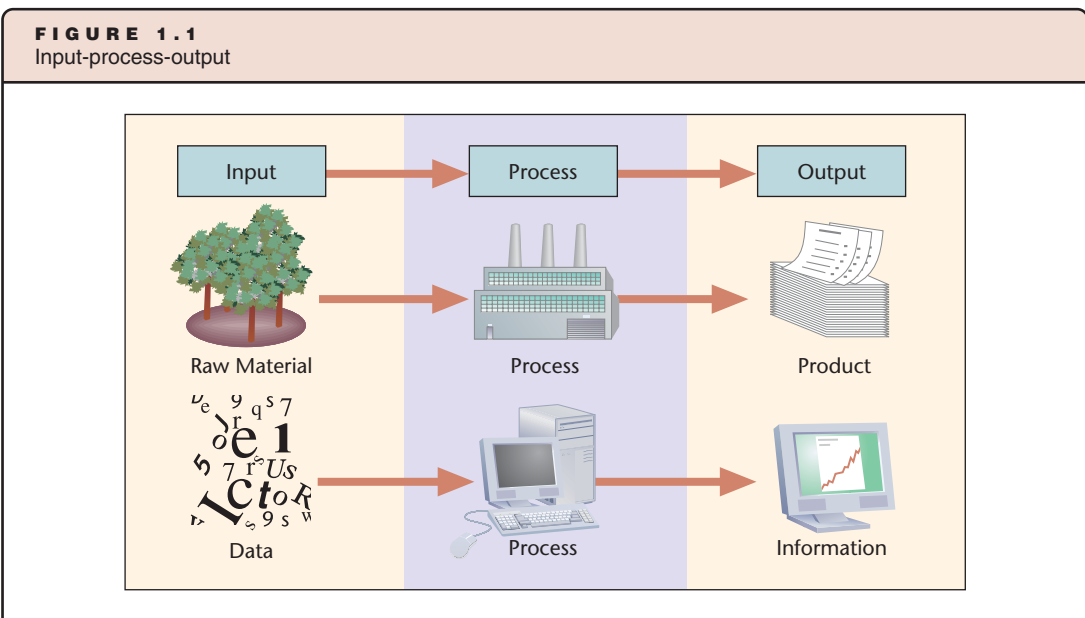 FIGURE 1.1
Input-process-output
Input
Process
Output
Raw Material
Process
Product
Data
Process
Information